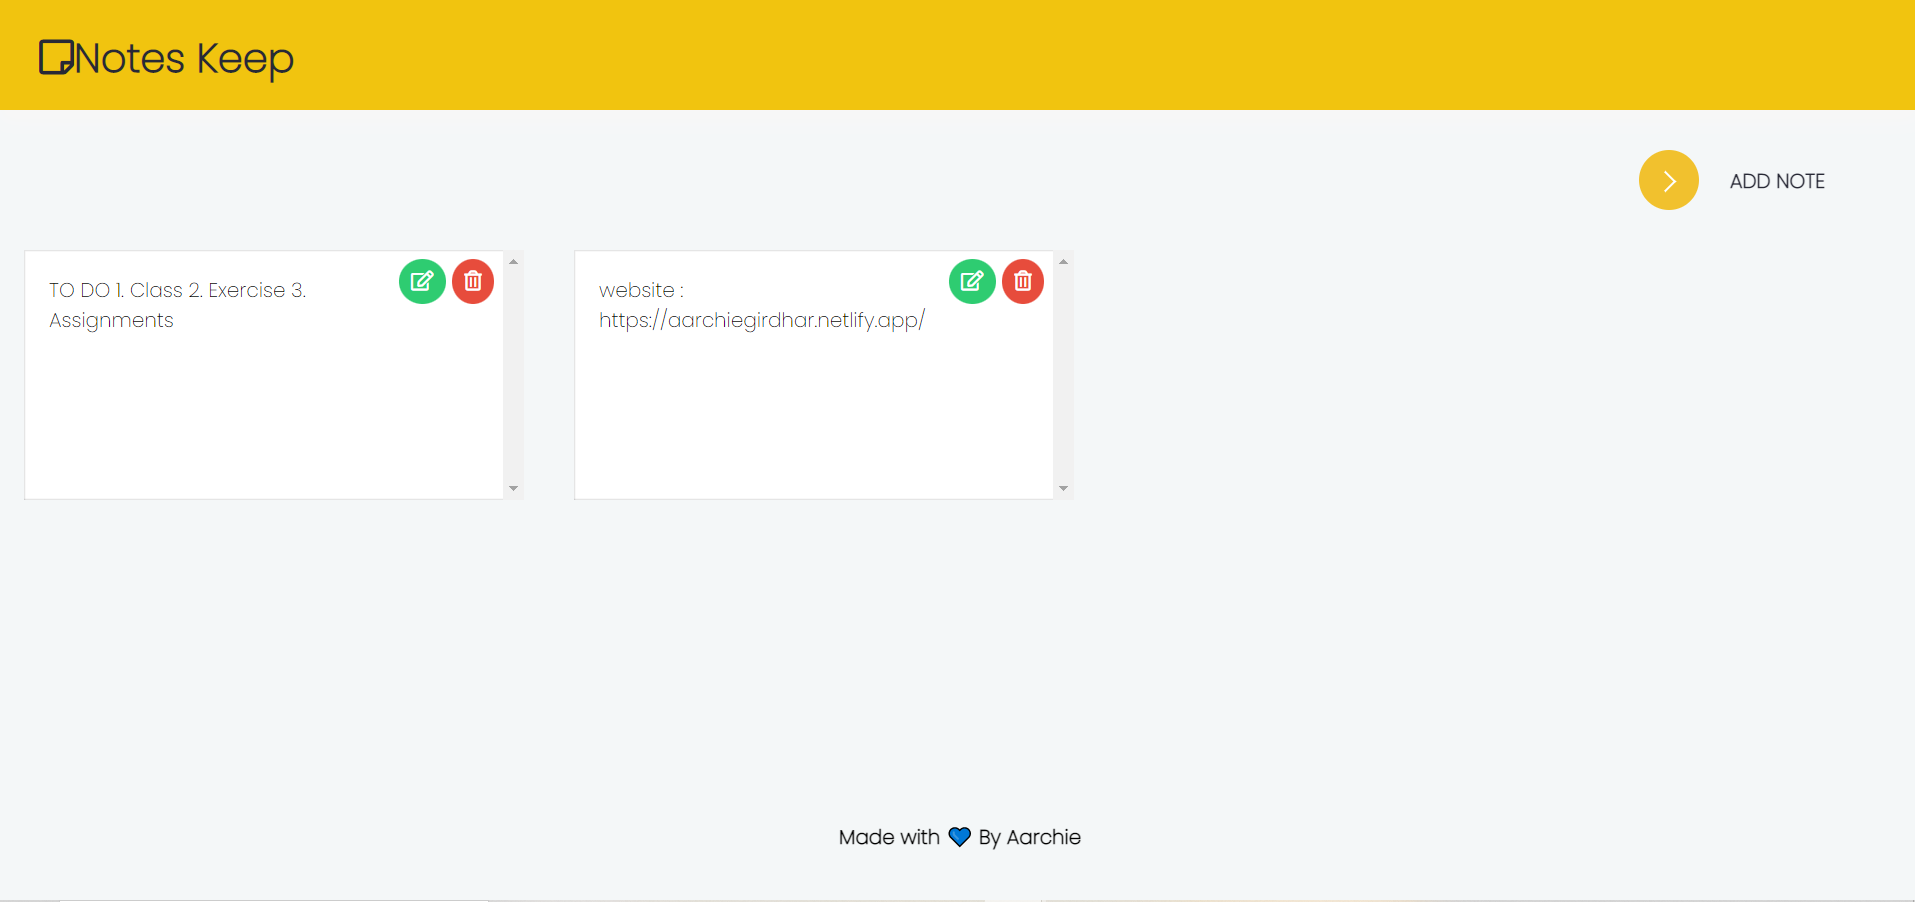 Notes Keep
ADD NOTE
TO DO 1. Class 2. Exercise 3.
Assignments
website :
https://aarchiegirdhar.netlify.app/
Made with 💙 By Aarchie